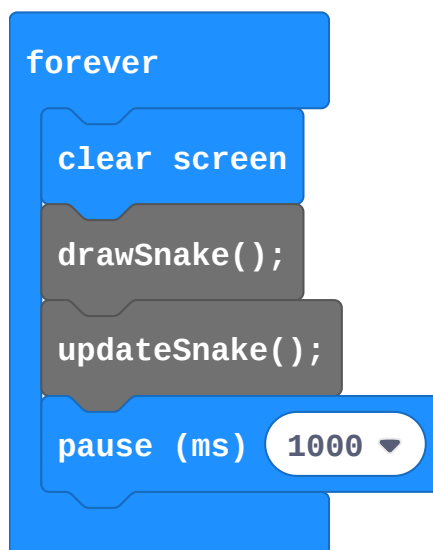 forever
clear screen
drawSnake();
updateSnake();
pause (ms) 1000